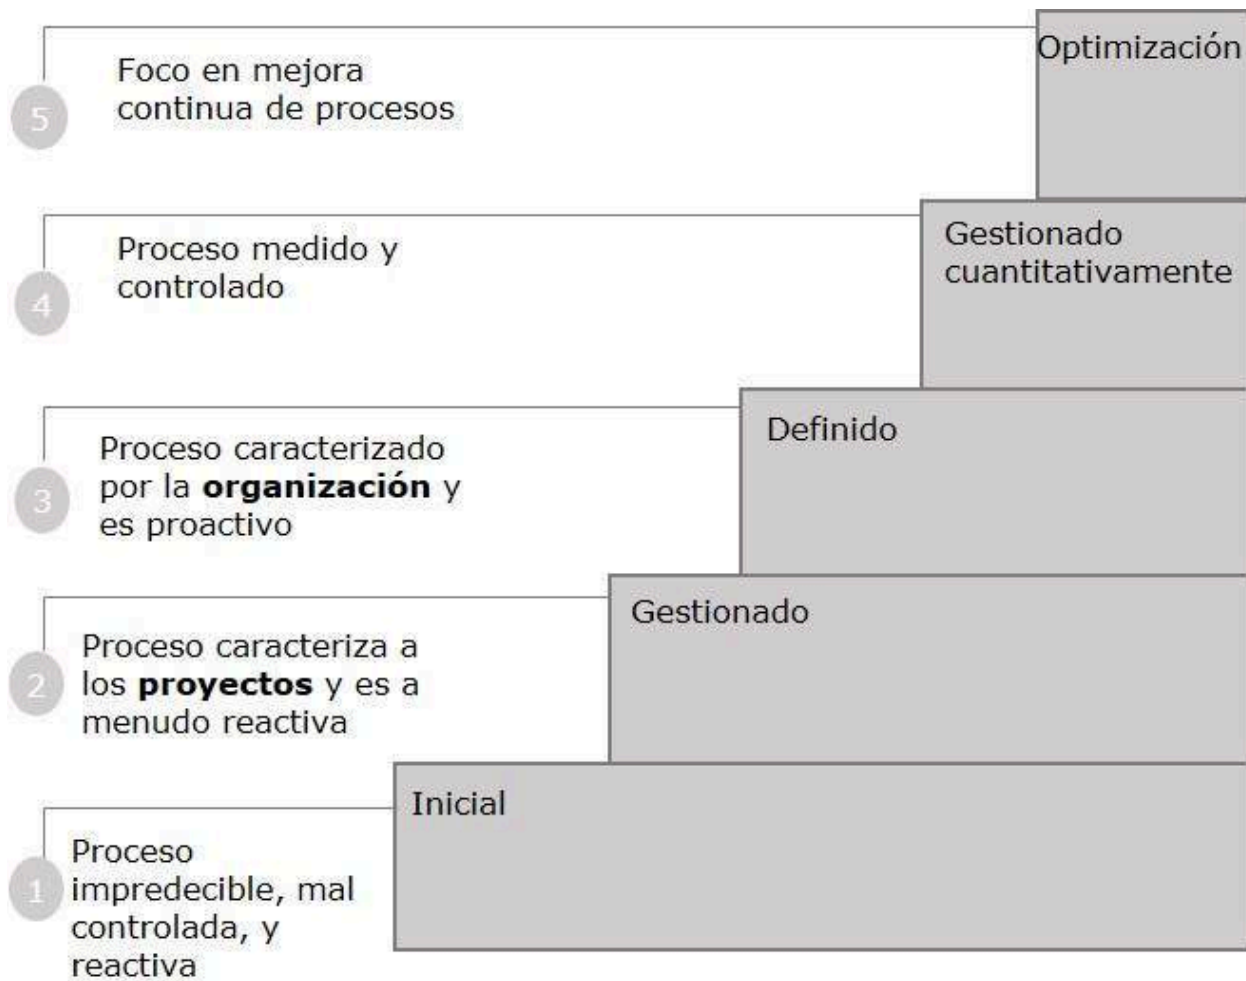 Optimización
Foco en mejora
continua de procesos
5
Gestionado
cuantitativamente
Proceso medido y
controlado
4
Definido
Proceso caracterizado
por la organización y
es proactivo
3
Gestionado
Proceso caracteriza a
los proyectos y es a
menudo reactiva
2
Inicial
Proceso
impredecible, mal
controlada, y
reactiva
1